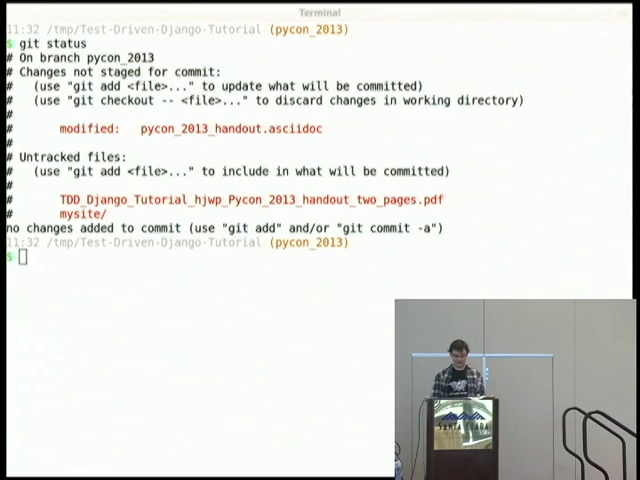 Terminal
11:32 /tmp/Test-Driven-Django-Tutorial (pycon_2013)
$ git status
# On branch pycon_2013
# Changes not staged for commit:
#   (use "git add <file>..." to update what will be committed)
#   (use "git checkout -- <file>..." to discard changes in working directory)
#
#       modified:   pycon_2013_handout.asciidoc
#
# Untracked files:
#   (use "git add <file>..." to include in what will be committed)
#
#       TDD_Django_Tutorial_hjwp_Pycon_2013_handout_two_pages.pdf
#       mysite/
no changes added to commit (use "git add" and/or "git commit -a")
11:32 /tmp/Test-Driven-Django-Tutorial (pycon_2013)
$
SANTA CLARA